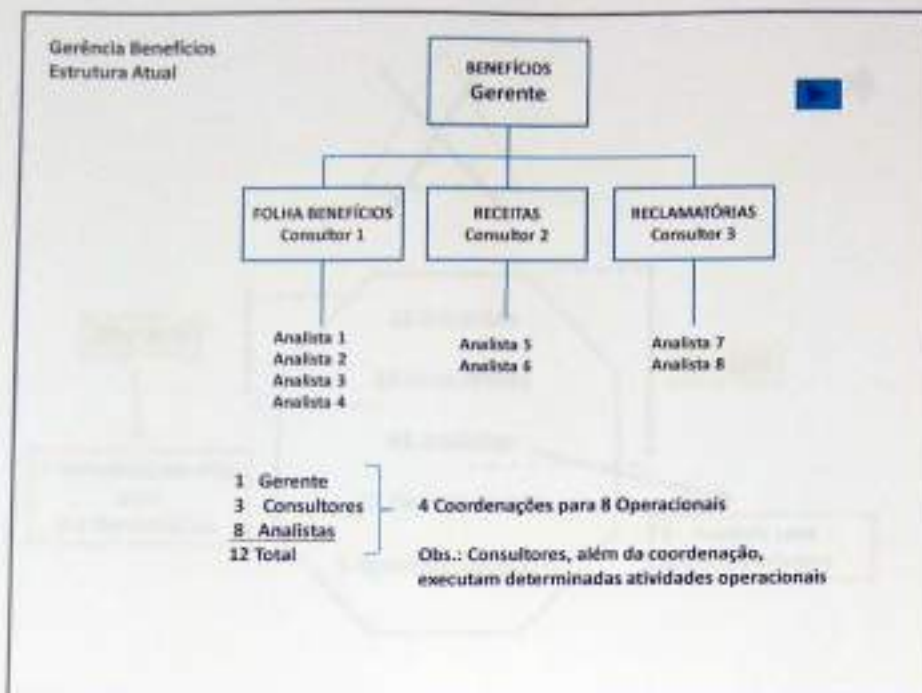 Gerência Benefícios
Estrutura Atual
BENEFÍCIOS
Gerente
FOLHA BENEFÍCIOS
Consultor 1
RECEITAS
Consultor 2
RECLAMATÓRIAS
Consultor 3
Analista 1
Analista 2
Analista 3
Analista 4
Analista 5
Analista 6
Analista 7
Analista 8
1 Gerente
3 Consultores
8 Analistas
12 Total
4 Coordenações para 8 Operacionais
Obs.: Consultores, além da coordenação,
executam determinadas atividades operacionais